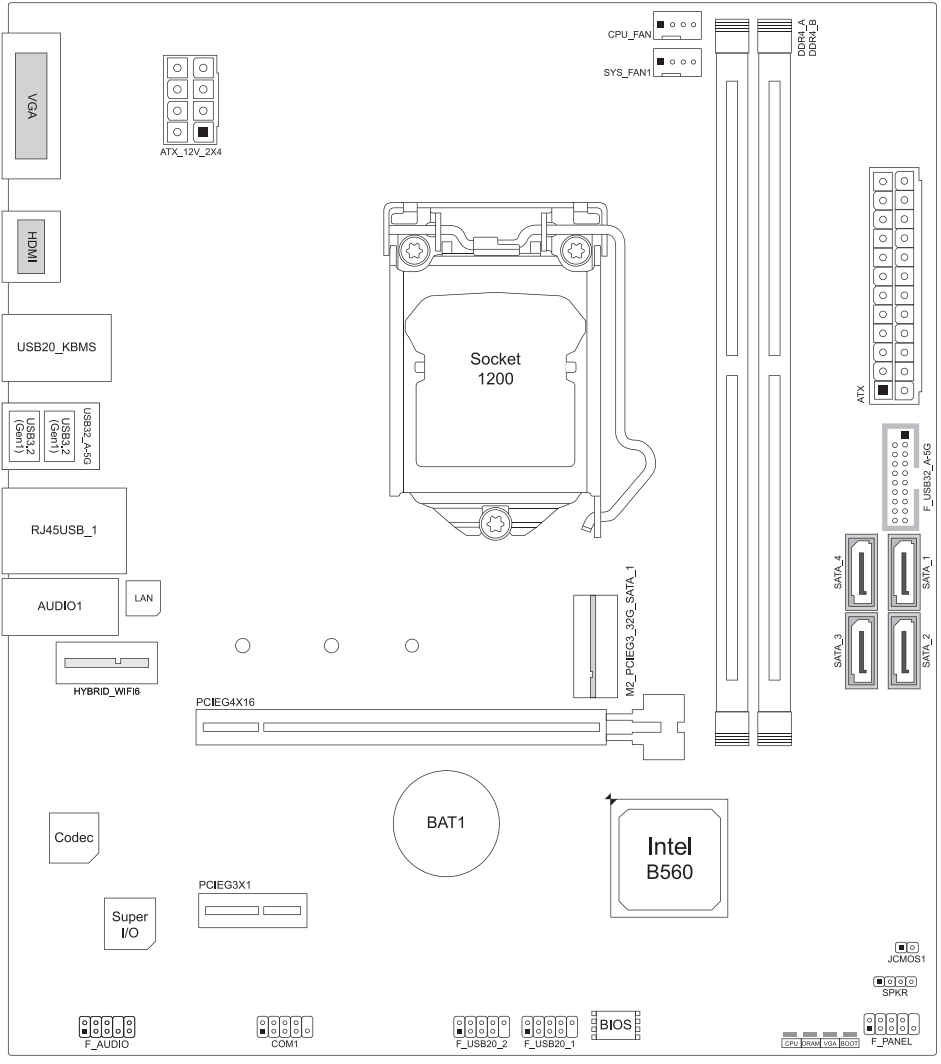 CPU_FAN
SYS_FAN1
DDR4_A
DDR4_B
VGA
ATX_12V_2X4
HDMI
USB20_KBMS
Socket
1200
ATX
USB3.2
(Gen1)
USB3.2
(Gen1)
USB32_A-5G
F_USB32_A-5G
RJ45USB_1
SATA_4
SATA_1
AUDIO1
LAN
M2_PCIEG3_32G_SATA_1
SATA_3
SATA_2
HYBRID_WIFI6
PCIEG4X16
BAT1
Codec
Intel
B560
PCIEG3X1
Super
I/O
JCMOS1
SPKR
F_AUDIO
COM1
F_USB20_2
F_USB20_1
BIOS
CPU
DRAM
VGA
BOOT
F_PANEL